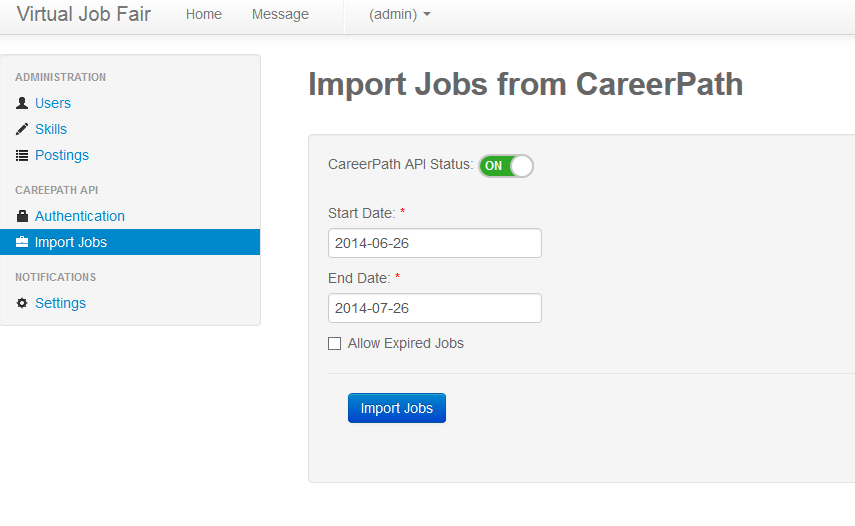 Virtual Job Fair Home Message (admin)
ADMINISTRATION
Users
Skills
Postings
CAREEPATH API
Authentication
Import Jobs
NOTIFICATIONS
Settings
Import Jobs from CareerPath
CareerPath API Status: ON
Start Date: *
2014-06-26
End Date: *
2014-07-26
Allow Expired Jobs
Import Jobs